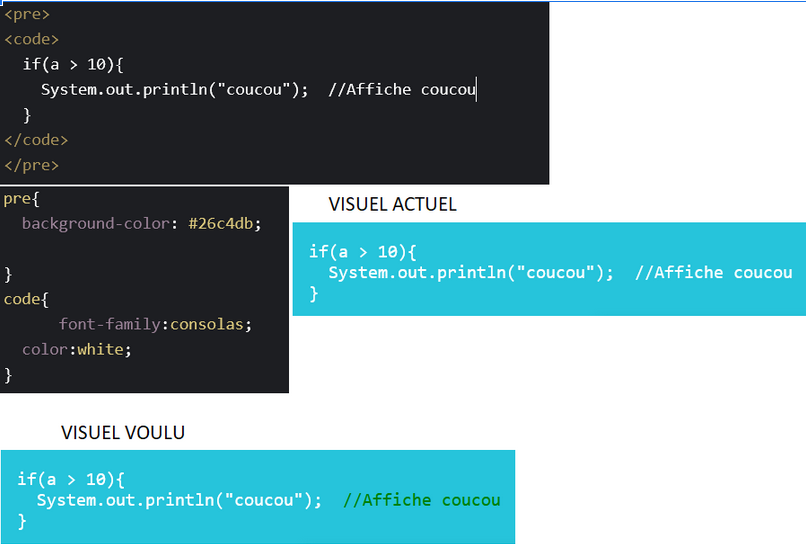 <pre>
<code>
  if(a > 10){
    System.out.println("coucou");  //Affiche coucou
  }
</code>
</pre>
pre{
  background-color: #26c4db;
}
code{
      font-family:consolas;
  color:white;
}
VISUEL ACTUEL
if(a > 10){
  System.out.println("coucou");  //Affiche coucou
}
VISUEL VOULU
if(a > 10){
  System.out.println("coucou");  //Affiche coucou
}